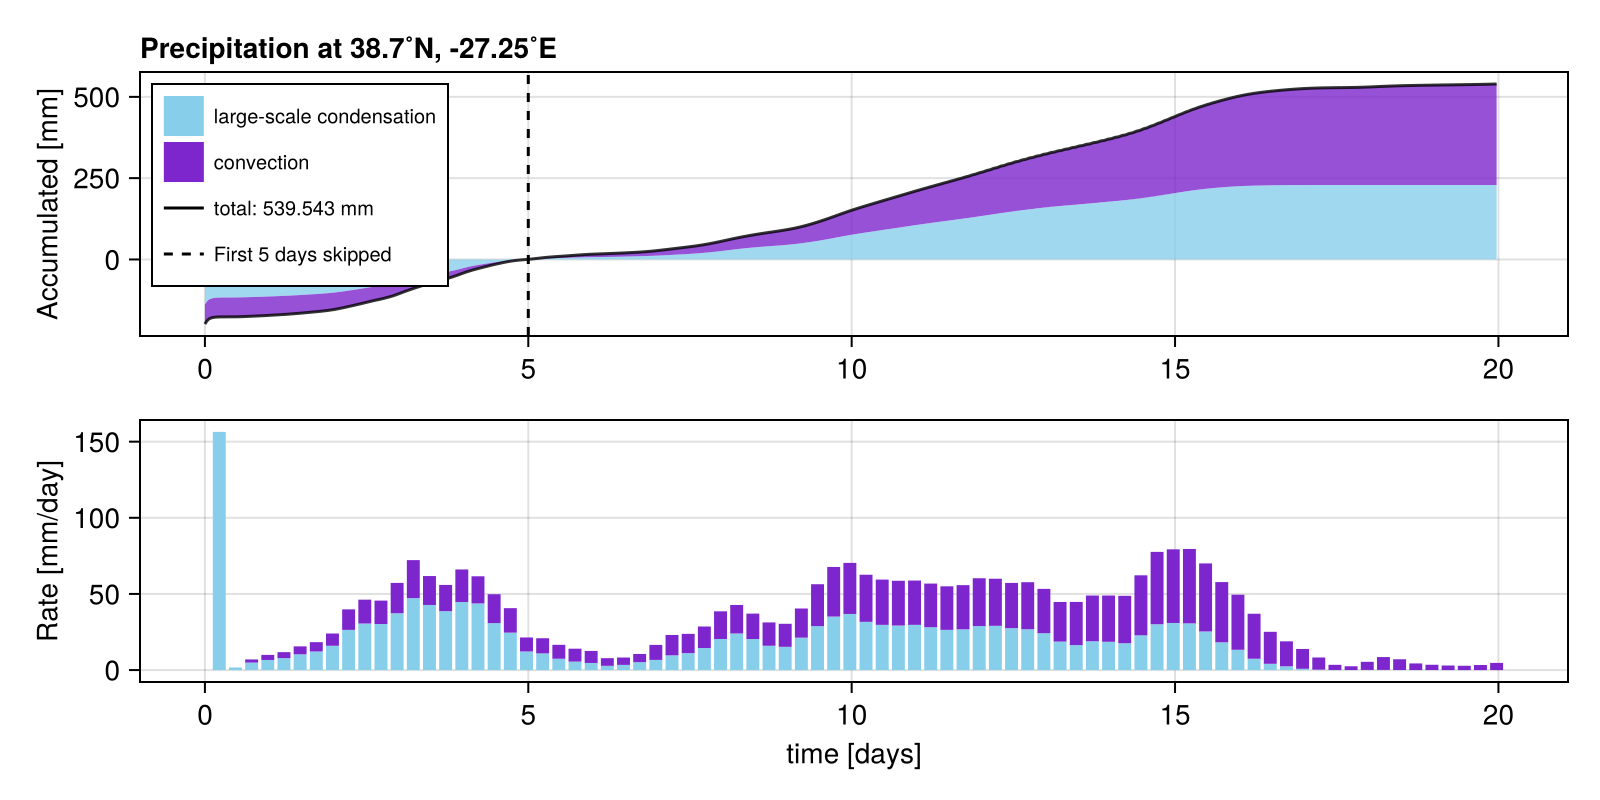 Precipitation at 38.7˚N, -27.25˚E
Accumulated [mm]
500
250
0
large-scale condensation
convection
total: 539.543 mm
First 5 days skipped
0 5 10 15 20
Rate [mm/day]
150
100
50
0
0 5 10 15 20
time [days]